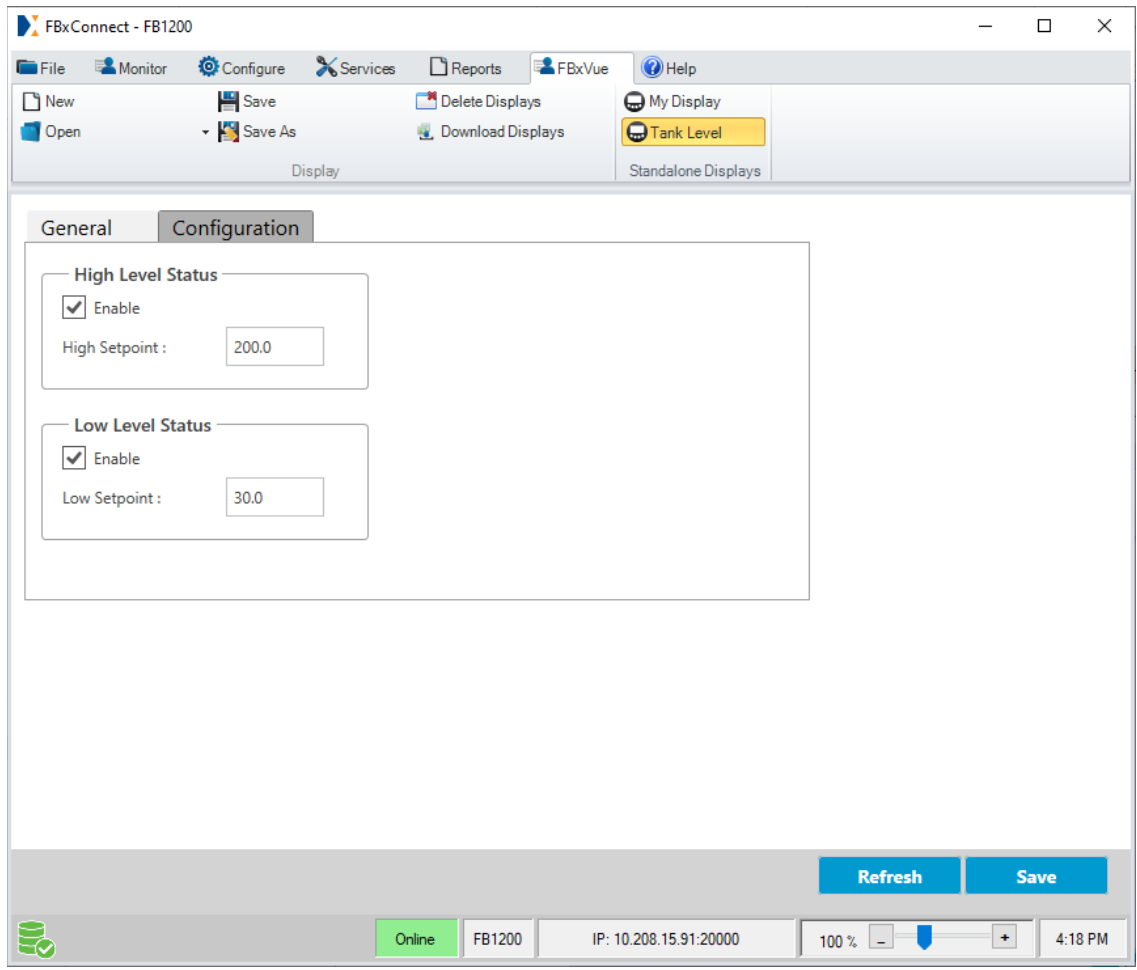 FBxConnect - FB1200
File Monitor Configure Services Reports FBxVue Help
New Save Delete Displays My Display
Open Save As Download Displays Tank Level
Display Standalone Displays
General Configuration
High Level Status
Enable
High Setpoint : 200.0
Low Level Status
Enable
Low Setpoint : 30.0
Refresh Save
Online FB1200 IP: 10.208.15.91:20000 100 % - + 4:18 PM